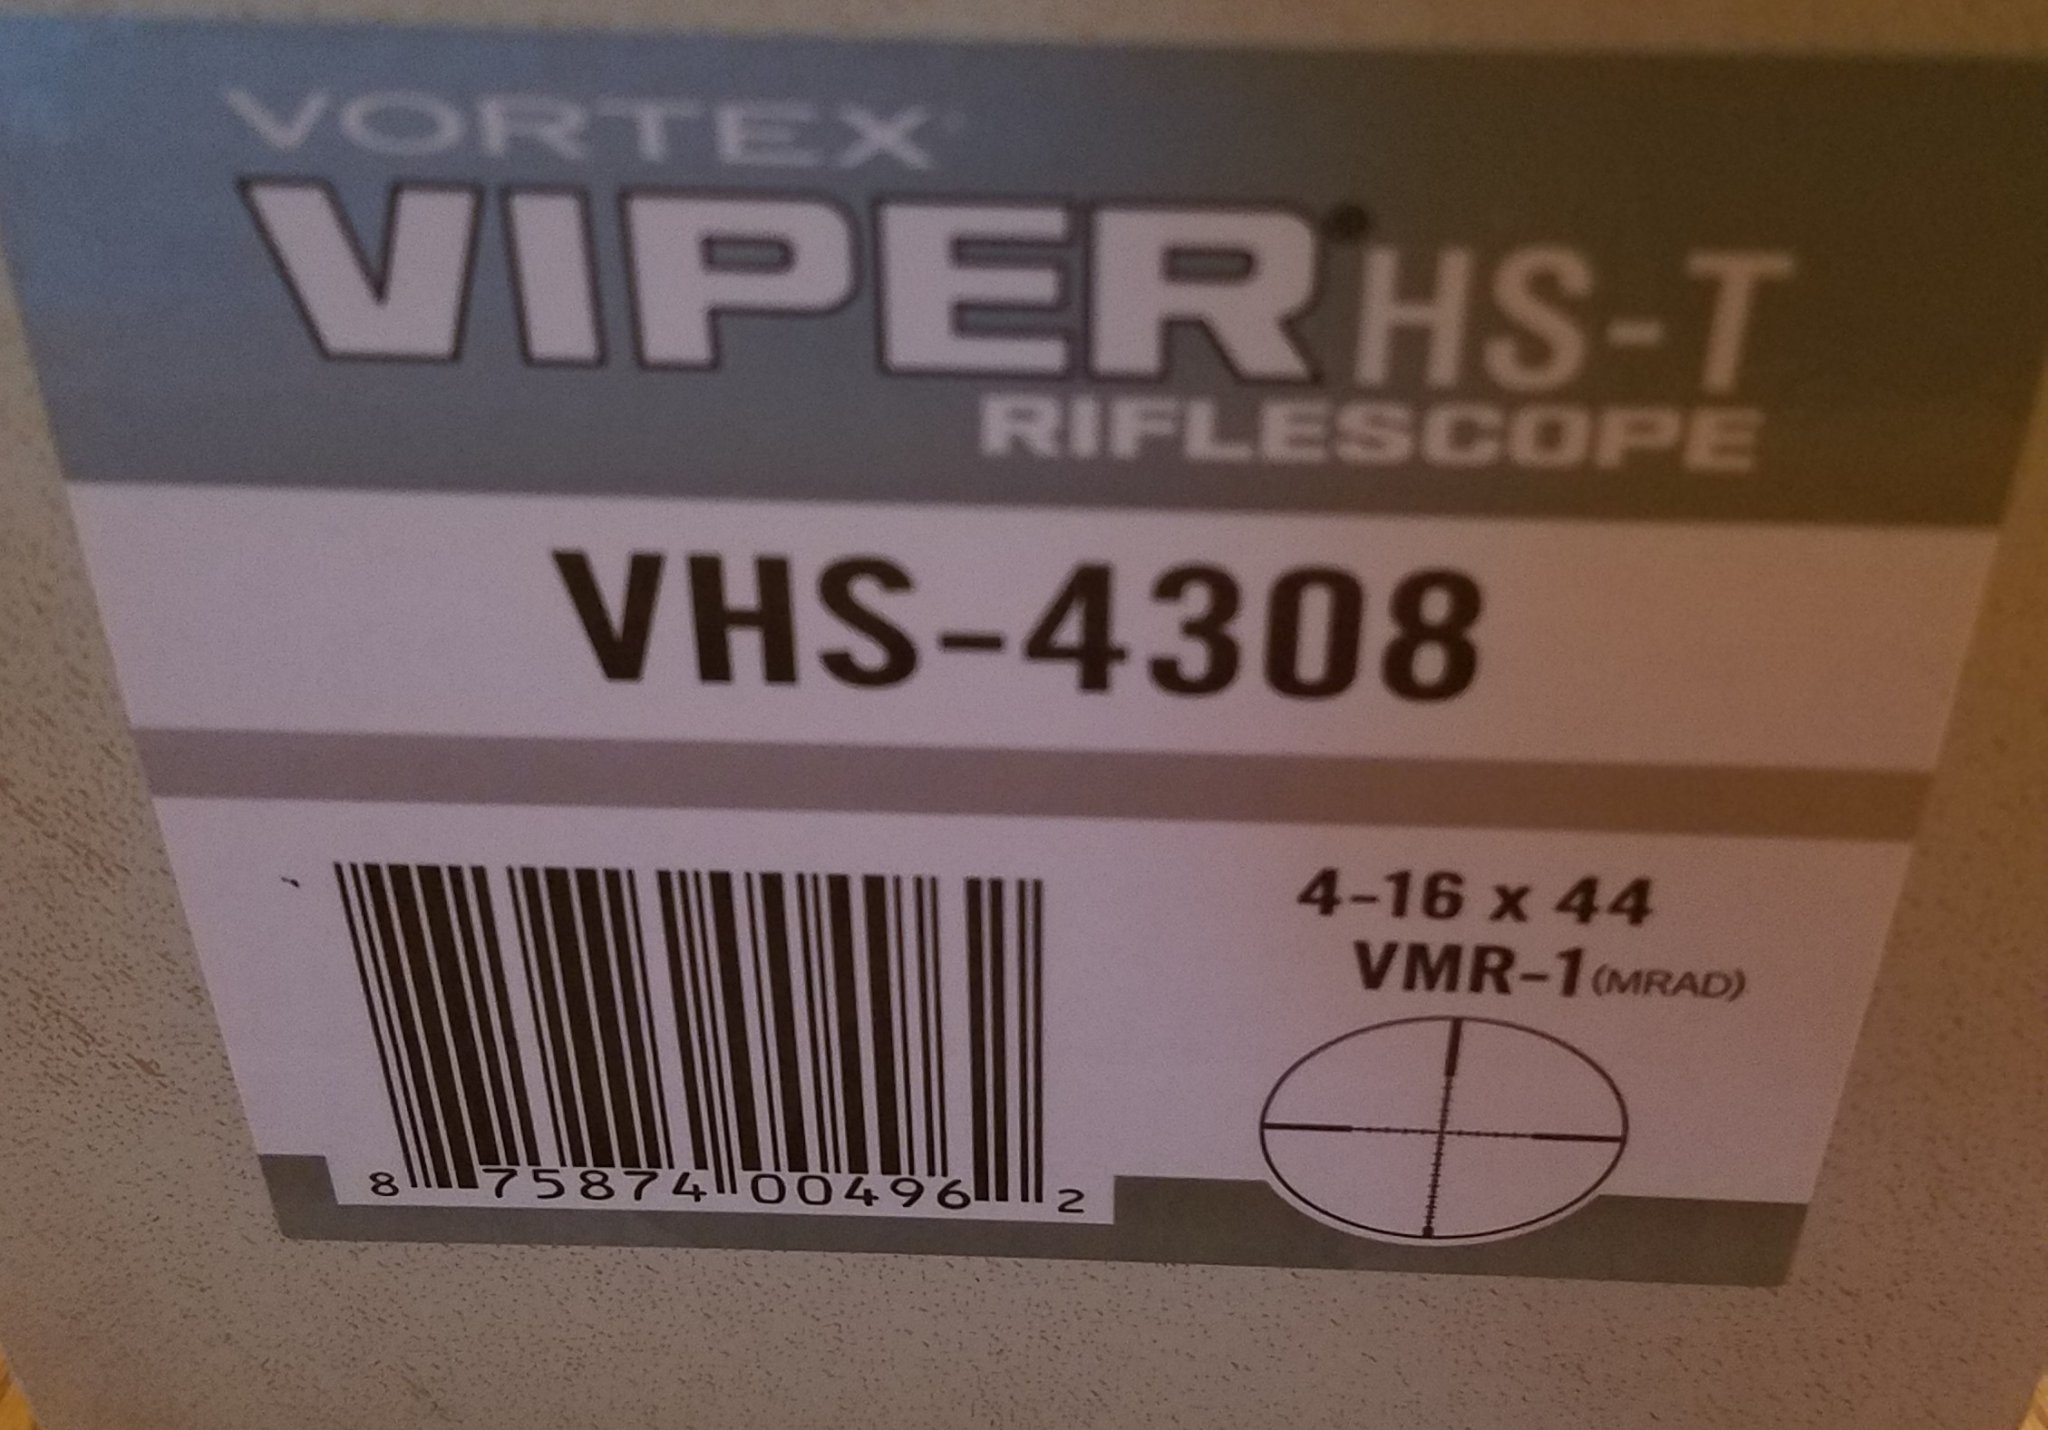 VORTEX®
VIPER® HS-T
RIFLESCOPE
VHS-4308
4-16 x 44
VMR-1 (MRAD)
8 75874 00496 2